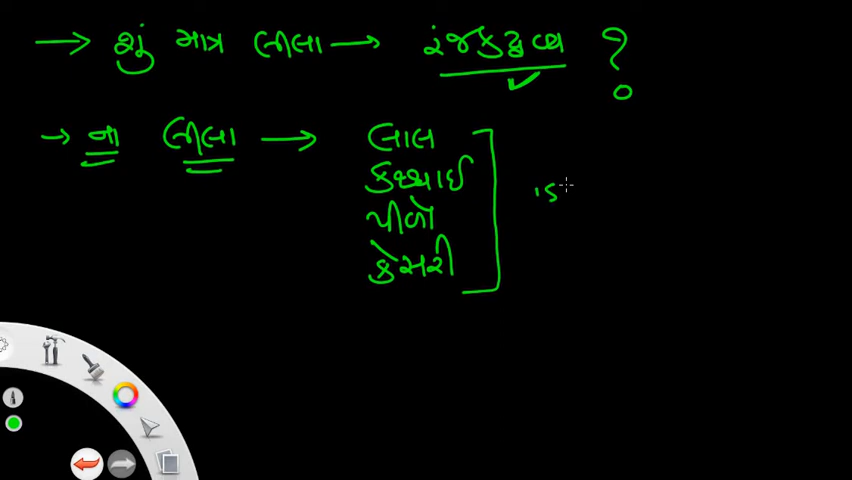 → શું માત્ર લીલા → રંજકદ્રવ્ય ?
→ ના લીલા → લાલ
કથ્થાઈ
પીળો
કેસરી